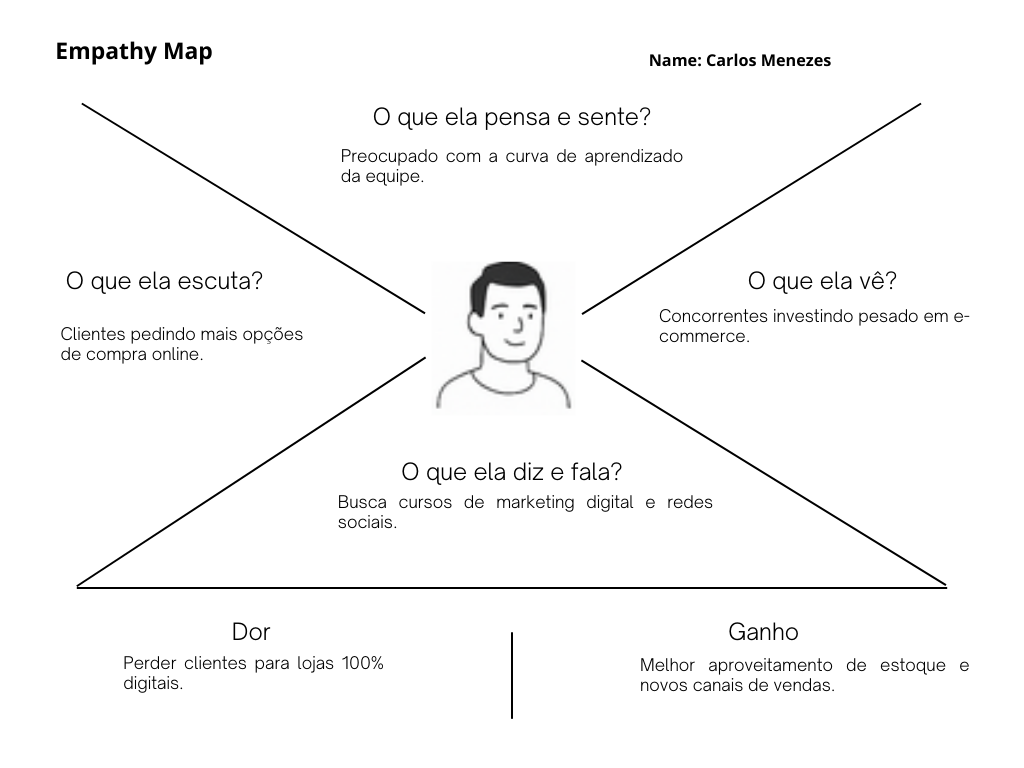 Empathy Map
Name: Carlos Menezes
O que ela pensa e sente?
Preocupado com a curva de aprendizado
da equipe.
O que ela escuta?
Clientes pedindo mais opções
de compra online.
O que ela vê?
Concorrentes investindo pesado em e-
commerce.
O que ela diz e fala?
Busca cursos de marketing digital e redes
sociais.
Dor
Perder clientes para lojas 100%
digitais.
Ganho
Melhor aproveitamento de estoque e
novos canais de vendas.